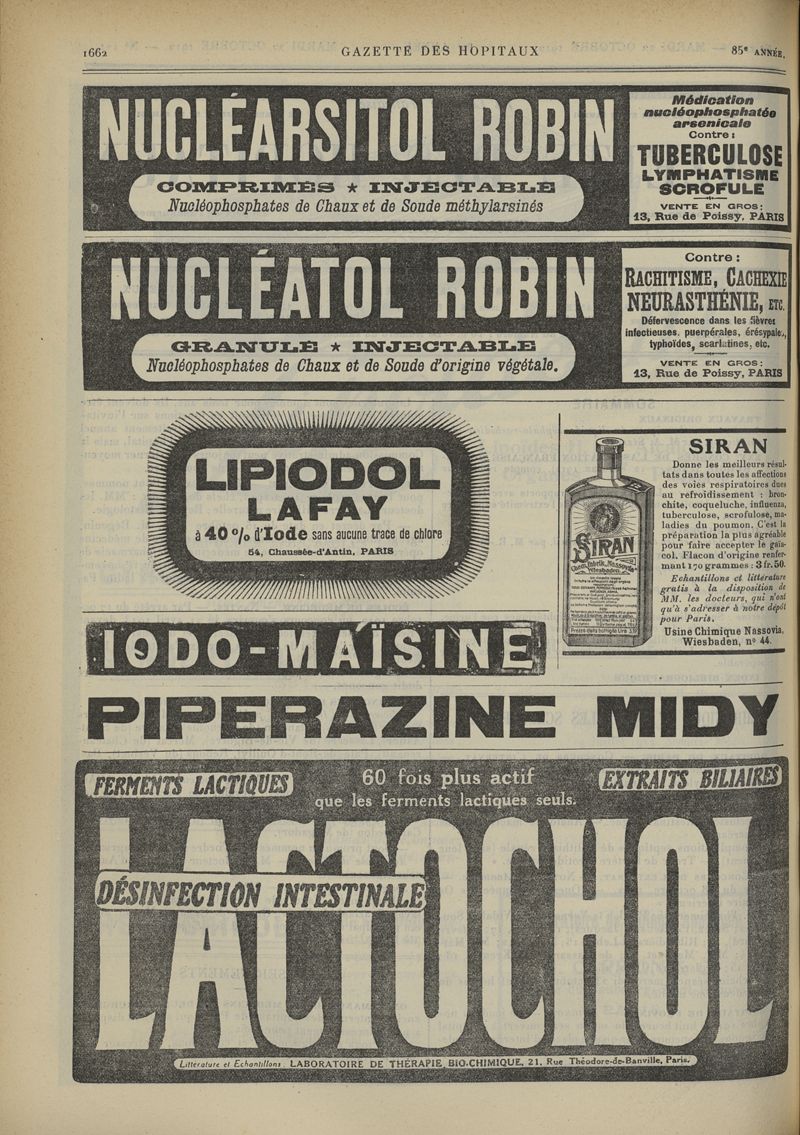 1662
GAZETTE DES HÔPITAUX
85e ANNÉE.
NUCLÉARSITOL ROBIN
COMPRIMÉS ★ INJECTABLE
Nucléophosphates de Chaux et de Soude méthylarsinés
Médication
nucléophosphatée
arsenicale
Contre :
TUBERCULOSE
LYMPHATISME
SCROFULE
VENTE EN GROS :
13, Rue de Poissy, PARIS
NUCLÉATOL ROBIN
GRANULÉ ★ INJECTABLE
Nucléophosphates de Chaux et de Soude d'origine végétale.
Contre :
RACHITISME, CACHEXIE
NEURASTHÉNIE, ETC.
Défervescence dans les fièvres
infectieuses, puerpérales, érésypales,
typhoïdes, scarlatines, etc.
VENTE EN GROS :
13, Rue de Poissy, PARIS
LIPIODOL
LAFAY
à 40 % d'Iode sans aucune trace de chlore
54, Chaussée-d'Antin, PARIS
SIRAN
Chem. fabrik „Nassovia"
Wiesbaden.
SIRAN
Donne les meilleurs résul-
tats dans toutes les affections
des voies respiratoires dues
au refroidissement : bron-
chite, coqueluche, influenza,
tuberculose, scrofulose, ma-
ladies du poumon. C'est la
préparation la plus agréable
pour faire accepter le gaïa-
col. Flacon d'origine renfer-
mant 170 grammes : 3 fr. 50.
Echantillons et littérature
gratis à la disposition de
MM. les docteurs, qui n'ont
qu'à s'adresser à notre dépôt
pour Paris.
Usine Chimique Nassovia,
Wiesbaden, nº 44.
IODO-MAÏSINE
PIPERAZINE MIDY
FERMENTS LACTIQUES
60 fois plus actif
que les ferments lactiques seuls.
EXTRAITS BILIAIRES
LACTOCHOL
DÉSINFECTION INTESTINALE
Littérature et Echantillons : LABORATOIRE DE THÉRAPIE, BIO-CHIMIQUE, 21, Rue Théodore-de-Banville, Paris.